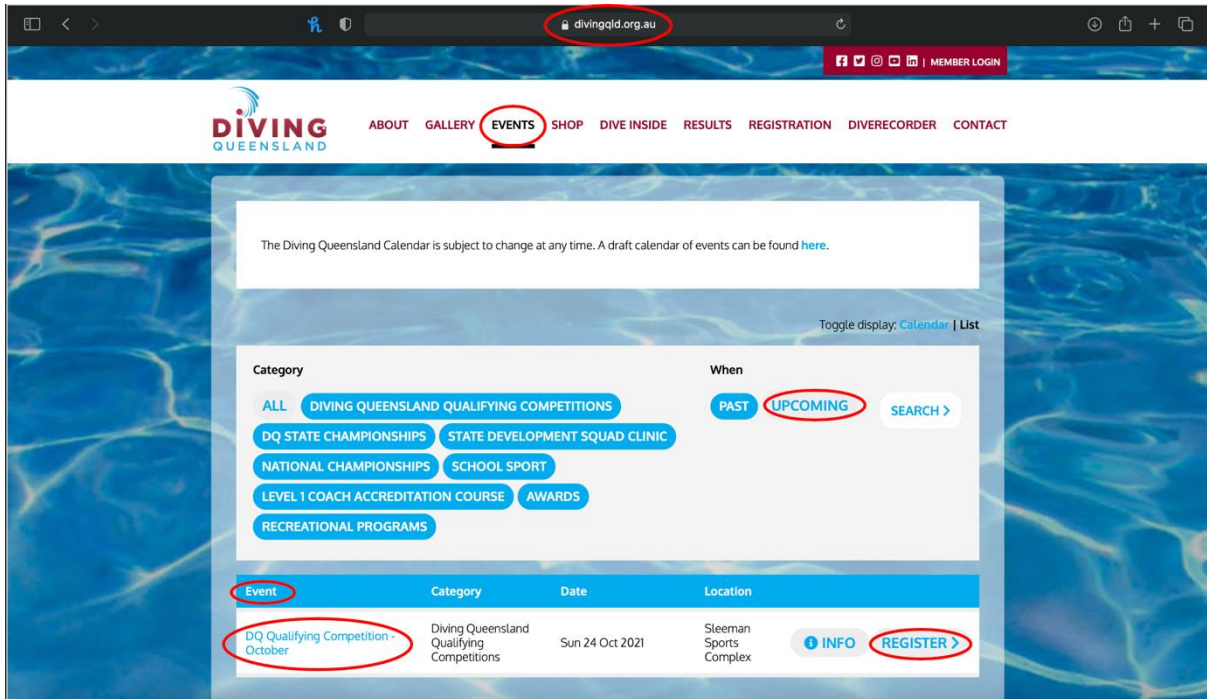 divingqld.org.au
| MEMBER LOGIN
DIVING
QUEENSLAND
ABOUT GALLERY EVENTS SHOP DIVE INSIDE RESULTS REGISTRATION DIVERECORDER CONTACT
The Diving Queensland Calendar is subject to change at any time. A draft calendar of events can be found here.
Toggle display: Calendar | List
Category
When
ALL DIVING QUEENSLAND QUALIFYING COMPETITIONS
PAST UPCOMING SEARCH >
DQ STATE CHAMPIONSHIPS STATE DEVELOPMENT SQUAD CLINIC
NATIONAL CHAMPIONSHIPS SCHOOL SPORT
LEVEL 1 COACH ACCREDITATION COURSE AWARDS
RECREATIONAL PROGRAMS
Event Category Date Location
DQ Qualifying Competition -
October
Diving Queensland
Qualifying
Competitions
Sun 24 Oct 2021
Sleeman
Sports
Complex
INFO REGISTER >